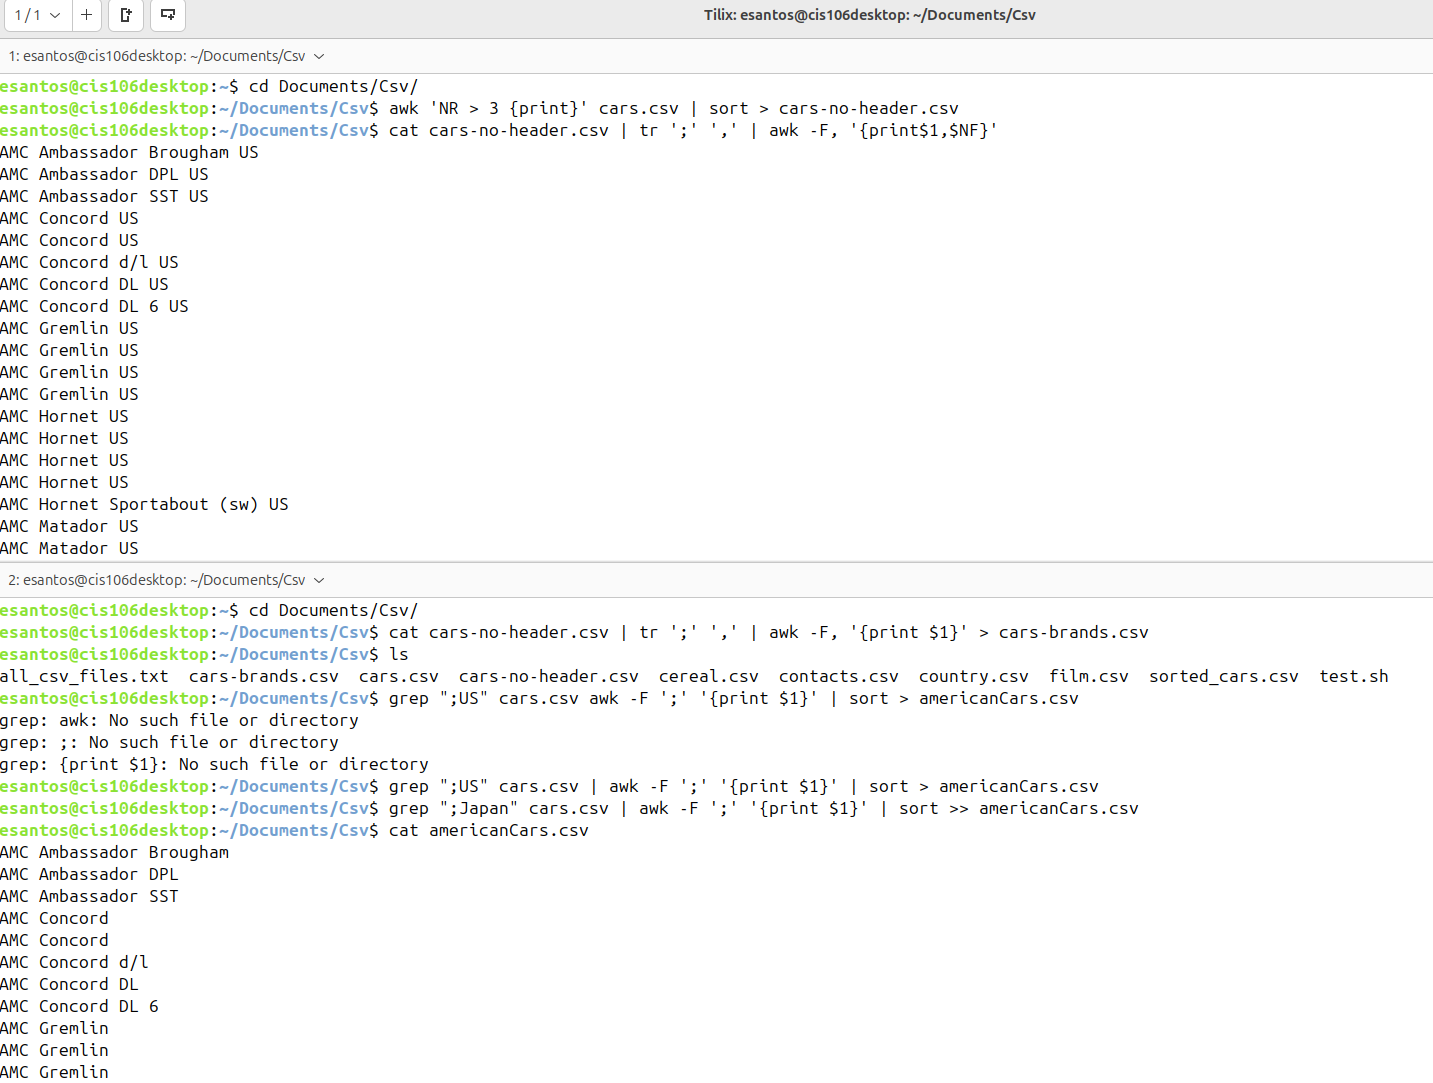 1 / 1
Tilix: esantos@cis106desktop: ~/Documents/Csv
1: esantos@cis106desktop: ~/Documents/Csv
esantos@cis106desktop:~$ cd Documents/Csv/
esantos@cis106desktop:~/Documents/Csv$ awk 'NR > 3 {print}' cars.csv | sort > cars-no-header.csv
esantos@cis106desktop:~/Documents/Csv$ cat cars-no-header.csv | tr ';' ',' | awk -F, '{print$1,$NF}'
AMC Ambassador Brougham US
AMC Ambassador DPL US
AMC Ambassador SST US
AMC Concord US
AMC Concord US
AMC Concord d/l US
AMC Concord DL US
AMC Concord DL 6 US
AMC Gremlin US
AMC Gremlin US
AMC Gremlin US
AMC Gremlin US
AMC Hornet US
AMC Hornet US
AMC Hornet US
AMC Hornet US
AMC Hornet Sportabout (sw) US
AMC Matador US
AMC Matador US
2: esantos@cis106desktop: ~/Documents/Csv
esantos@cis106desktop:~$ cd Documents/Csv/
esantos@cis106desktop:~/Documents/Csv$ cat cars-no-header.csv | tr ';' ',' | awk -F, '{print $1}' > cars-brands.csv
esantos@cis106desktop:~/Documents/Csv$ ls
all_csv_files.txt  cars-brands.csv  cars.csv  cars-no-header.csv  cereal.csv  contacts.csv  country.csv  film.csv  sorted_cars.csv  test.sh
esantos@cis106desktop:~/Documents/Csv$ grep ";US" cars.csv awk -F ';' '{print $1}' | sort > americanCars.csv
grep: awk: No such file or directory
grep: ;: No such file or directory
grep: {print $1}: No such file or directory
esantos@cis106desktop:~/Documents/Csv$ grep ";US" cars.csv | awk -F ';' '{print $1}' | sort > americanCars.csv
esantos@cis106desktop:~/Documents/Csv$ grep ";Japan" cars.csv | awk -F ';' '{print $1}' | sort >> americanCars.csv
esantos@cis106desktop:~/Documents/Csv$ cat americanCars.csv
AMC Ambassador Brougham
AMC Ambassador DPL
AMC Ambassador SST
AMC Concord
AMC Concord
AMC Concord d/l
AMC Concord DL
AMC Concord DL 6
AMC Gremlin
AMC Gremlin
AMC Gremlin